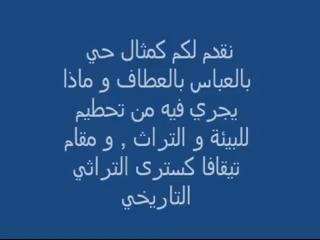 نقدم لكم كمثال حي
بالعباس بالعطاف و ماذا
يجري فيه من تحطيم
للبيئة و التراث , و مقام
تيقافا كسترى التراثي
التاريخي